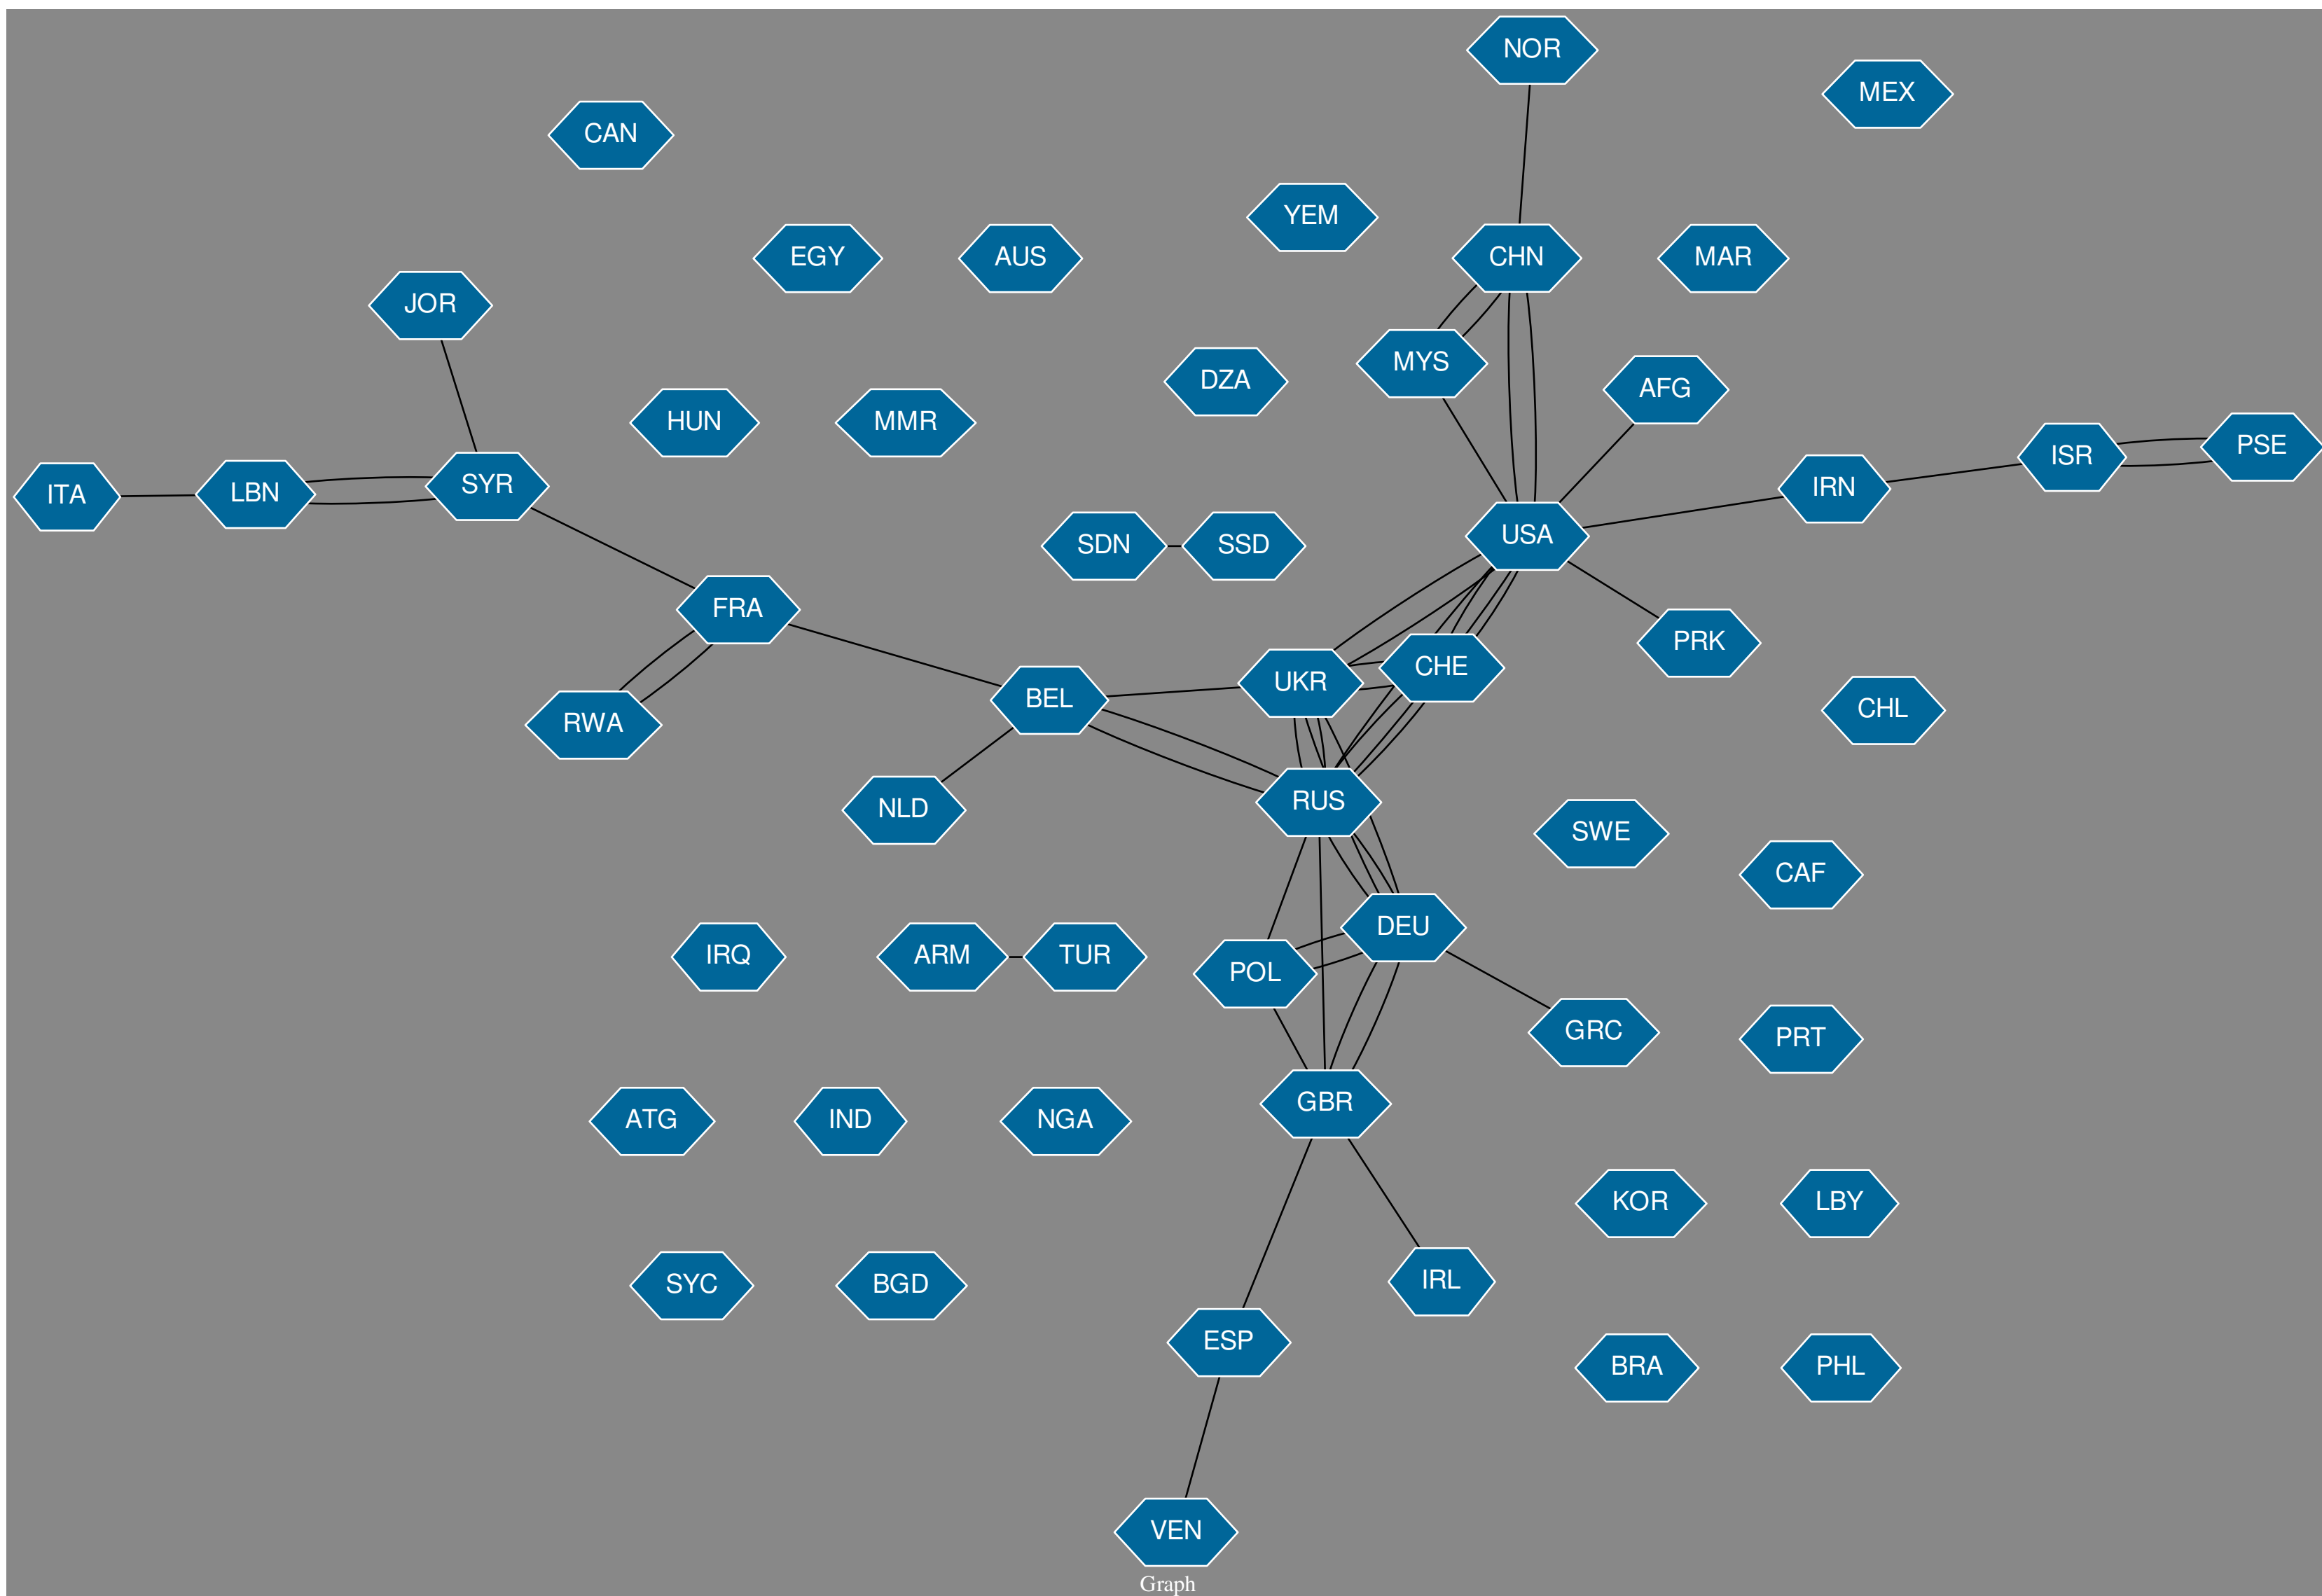 NOR
MEX
CAN
YEM
EGY
AUS
CHN
MAR
JOR
MYS
DZA
AFG
HUN
MMR
PSE
ISR
ITA
LBN
SYR
IRN
USA
SDN
SSD
FRA
PRK
CHE
UKR
BEL
CHL
RWA
RUS
NLD
SWE
CAF
DEU
IRQ
ARM
TUR
POL
GRC
PRT
GBR
ATG
IND
NGA
KOR
LBY
IRL
SYC
BGD
ESP
BRA
PHL
VEN
Graph